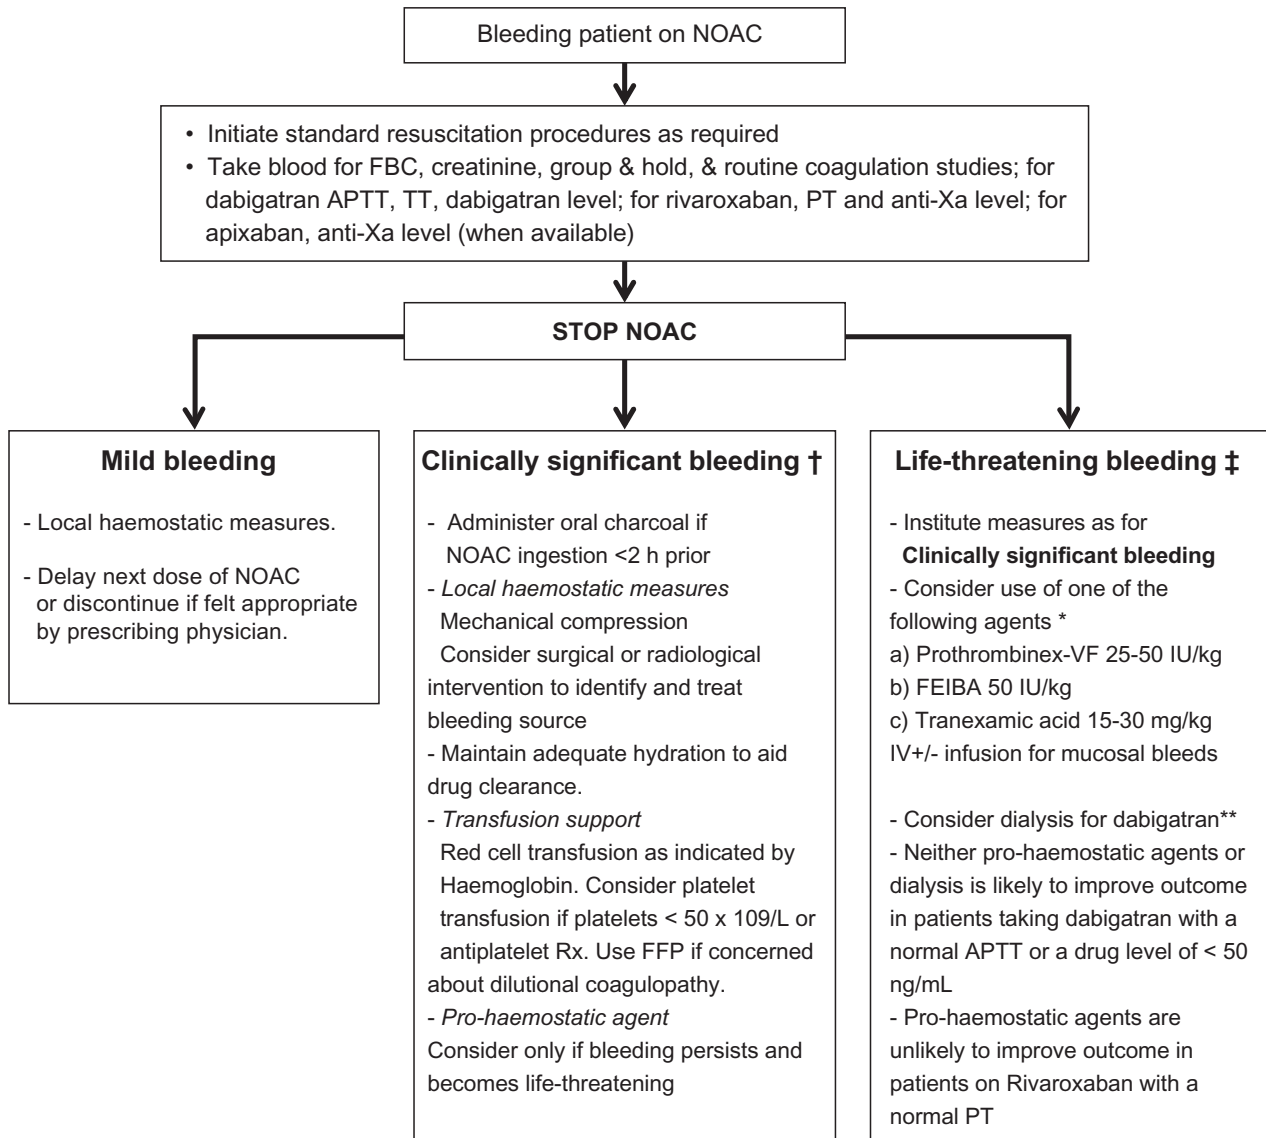 Bleeding patient on NOAC
• Initiate standard resuscitation procedures as required
• Take blood for FBC, creatinine, group & hold, & routine coagulation studies; for
dabigatran APTT, TT, dabigatran level; for rivaroxaban, PT and anti-Xa level; for
apixaban, anti-Xa level (when available)
STOP NOAC
Mild bleeding
- Local haemostatic measures.
- Delay next dose of NOAC
or discontinue if felt appropriate
by prescribing physician.
Clinically significant bleeding †
- Administer oral charcoal if
NOAC ingestion <2 h prior
- Local haemostatic measures
Mechanical compression
Consider surgical or radiological
intervention to identify and treat
bleeding source
- Maintain adequate hydration to aid
drug clearance.
- Transfusion support
Red cell transfusion as indicated by
Haemoglobin. Consider platelet
transfusion if platelets < 50 x 109/L or
antiplatelet Rx. Use FFP if concerned
about dilutional coagulopathy.
- Pro-haemostatic agent
Consider only if bleeding persists and
becomes life-threatening
Life-threatening bleeding ‡
- Institute measures as for
Clinically significant bleeding
- Consider use of one of the
following agents *
a) Prothrombinex-VF 25-50 IU/kg
b) FEIBA 50 IU/kg
c) Tranexamic acid 15-30 mg/kg
IV+/- infusion for mucosal bleeds
- Consider dialysis for dabigatran**
- Neither pro-haemostatic agents or
dialysis is likely to improve outcome
in patients taking dabigatran with a
normal APTT or a drug level of < 50
ng/mL
- Pro-haemostatic agents are
unlikely to improve outcome in
patients on Rivaroxaban with a
normal PT